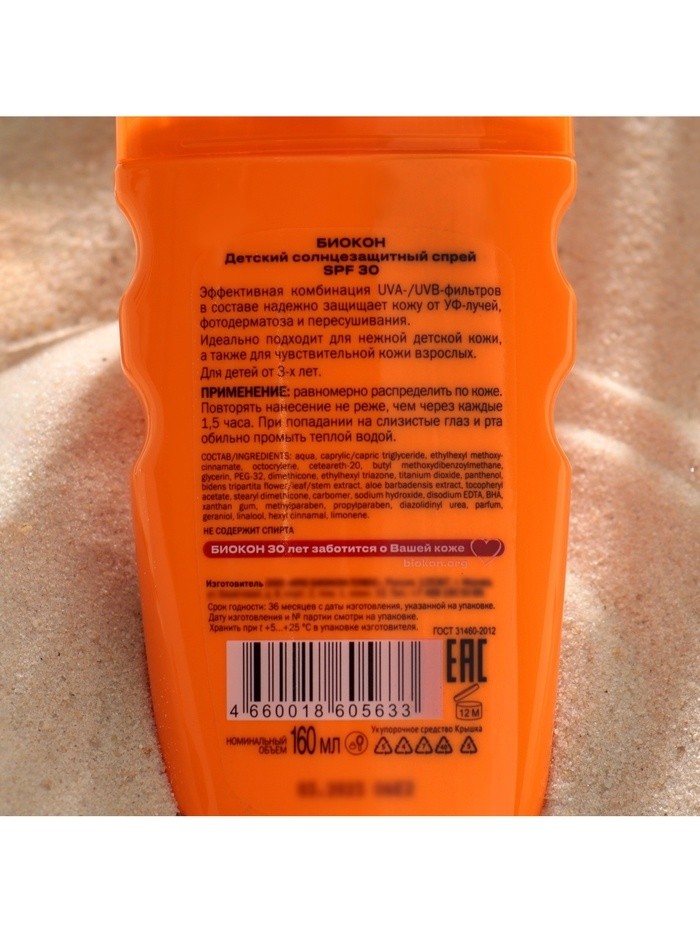 БИОКОН
Детский солнцезащитный спрей
SPF 30
Эффективная комбинация UVA-/UVB-фильтров
в составе надежно защищает кожу от УФ-лучей,
фотодерматоза и пересушивания.
Идеально подходит для нежной детской кожи,
а также для чувствительной кожи взрослых.
Для детей от 3-х лет.
ПРИМЕНЕНИЕ: равномерно распределить по коже.
Повторять нанесение не реже, чем через каждые
1,5 часа. При попадании на слизистые глаз и рта
обильно промыть теплой водой.
СОСТАВ/INGREDIENTS: aqua, caprylic/capric triglyceride, ethylhexyl methoxy-
cinnamate, octocrylene, ceteareth-20, butyl methoxydibenzoylmethane,
glycerin, PEG-32, dimethicone, ethylhexyl triazone, titanium dioxide, panthenol,
bidens tripartita flower/leaf/stem extract, aloe barbadensis extract, tocopheryl
acetate, stearyl dimethicone, carbomer, sodium hydroxide, disodium EDTA, BHA,
xanthan gum, methylparaben, propylparaben, diazolidinyl urea, parfum,
geraniol, linalool, hexyl cinnamal, limonene.
НЕ СОДЕРЖИТ СПИРТА
БИОКОН 30 лет заботится о Вашей коже
biokon.org
Изготовитель
Срок годности: 36 месяцев с даты изготовления, указанной на упаковке.
Дату изготовления и № партии смотри на упаковке.
Хранить при t +5...+25 °C в упаковке изготовителя.
ГОСТ 31460-2012
EAC
4 660018 605633
12 M
НОМИНАЛЬНЫЙ ОБЪЕМ 160 мл
Укупорочное средство Крышка